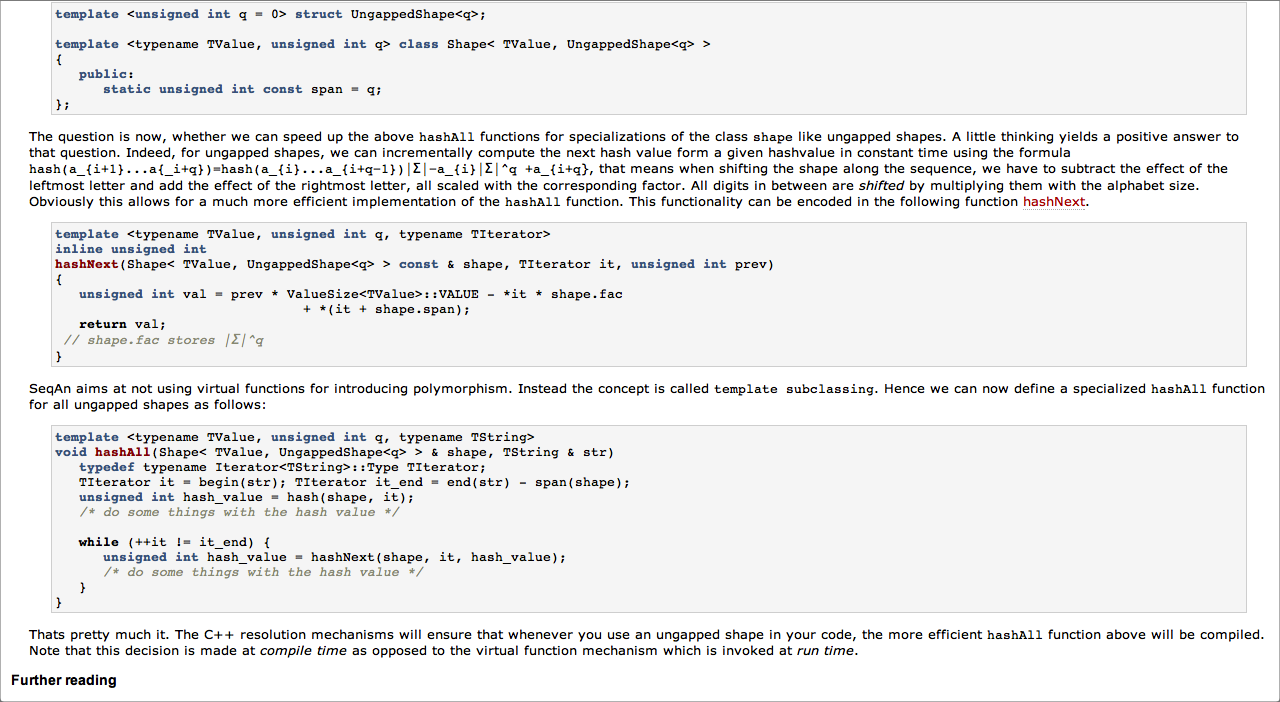 template <unsigned int q = 0> struct UngappedShape<q>;
template <typename TValue, unsigned int q> class Shape< TValue, UngappedShape<q> >
{
public:
static unsigned int const span = q;
};
The question is now, whether we can speed up the above hashAll functions for specializations of the class shape like ungapped shapes. A little thinking yields a positive answer to
that question. Indeed, for ungapped shapes, we can incrementally compute the next hash value form a given hashvalue in constant time using the formula
hash(a_{i+1}...a{_i+q})=hash(a_{i}...a_{i+q-1})|Σ|-a_{i}|Σ|^q +a_{i+q}, that means when shifting the shape along the sequence, we have to subtract the effect of the
leftmost letter and add the effect of the rightmost letter, all scaled with the corresponding factor. All digits in between are shifted by multiplying them with the alphabet size.
Obviously this allows for a much more efficient implementation of the hashAll function. This functionality can be encoded in the following function hashNext.
template <typename TValue, unsigned int q, typename TIterator>
inline unsigned int
hashNext(Shape< TValue, UngappedShape<q> > const & shape, TIterator it, unsigned int prev)
{
unsigned int val = prev * ValueSize<TValue>::VALUE - *it * shape.fac
+ *(it + shape.span);
return val;
// shape.fac stores |Σ|^q
}
SeqAn aims at not using virtual functions for introducing polymorphism. Instead the concept is called template subclassing. Hence we can now define a specialized hashAll function
for all ungapped shapes as follows:
template <typename TValue, unsigned int q, typename TString>
void hashAll(Shape< TValue, UngappedShape<q> > & shape, TString & str)
typedef typename Iterator<TString>::Type TIterator;
TIterator it = begin(str); TIterator it_end = end(str) - span(shape);
unsigned int hash_value = hash(shape, it);
/* do some things with the hash value */
while (++it != it_end) {
unsigned int hash_value = hashNext(shape, it, hash_value);
/* do some things with the hash value */
}
}
Thats pretty much it. The C++ resolution mechanisms will ensure that whenever you use an ungapped shape in your code, the more efficient hashAll function above will be compiled.
Note that this decision is made at compile time as opposed to the virtual function mechanism which is invoked at run time.
Further reading